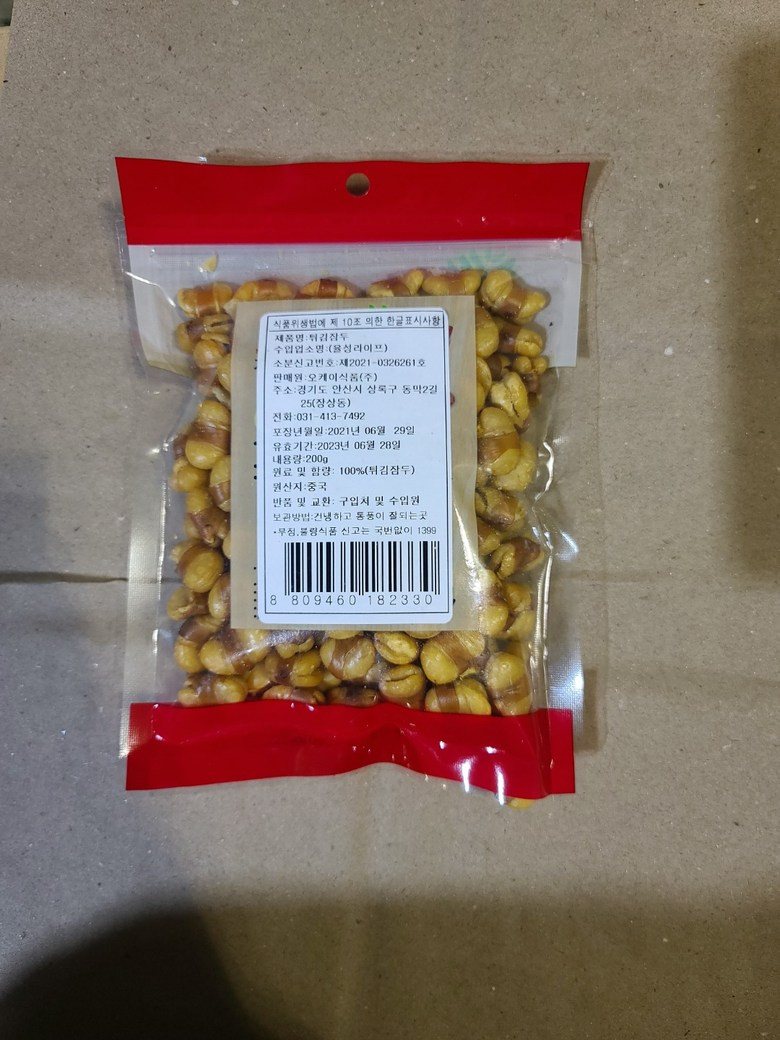 식품위생법에 제 10조 의한 한글표시사항
제품명:튀김잠두
수입업소명:(율성라이프)
소분신고번호:제2021-0326261호
판매원:오케이식품(주)
주소:경기도 안산시 상록구 동막2길
25(장상동)
전화:031-413-7492
포장년월일:2021년 06월 29일
유효기간:2023년 06월 28일
내용량:200g
원료 및 함량: 100%(튀김잠두)
원산지:중국
반품 및 교환: 구입처 및 수입원
보관방법:건냉하고 통풍이 잘되는곳
*부정,불량식품 신고는 국번없이 1399
8 809460 182330